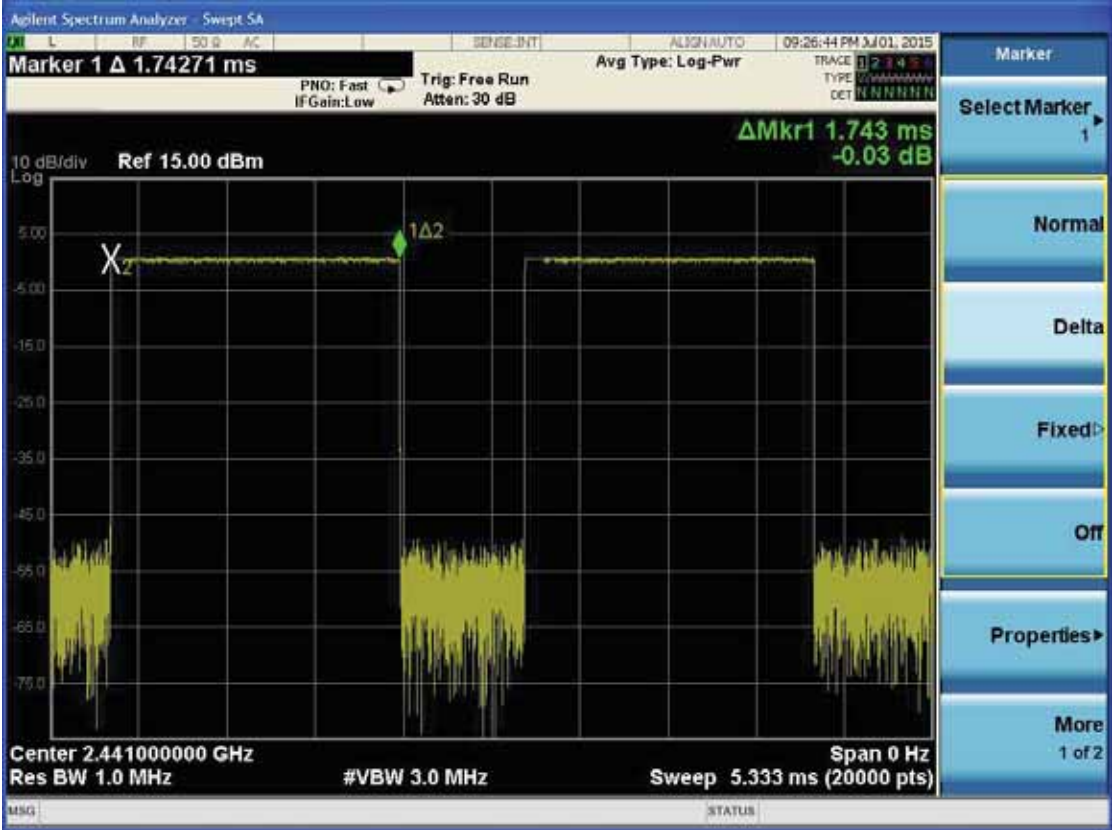 Agilent Spectrum Analyzer - Swept SA
L RF 50 Ω AC SENSE:INT ALIGN AUTO 09:26:44 PM Jul 01, 2015
Marker 1 Δ 1.74271 ms
PNO: Fast
IFGain:Low
Trig: Free Run
Atten: 30 dB
Avg Type: Log-Pwr
TRACE 1 2 3 4 5 6
TYPE
DET N N N N N N
ΔMkr1 1.743 ms
-0.03 dB
10 dB/div Ref 15.00 dBm
Log
5.00
-5.00
-15.0
-25.0
-35.0
-45.0
-55.0
-65.0
-75.0
X2
1Δ2
Center 2.441000000 GHz
Span 0 Hz
Res BW 1.0 MHz
#VBW 3.0 MHz
Sweep 5.333 ms (20000 pts)
MSG
STATUS
Marker
Select Marker
1
Normal
Delta
Fixed
Off
Properties
More
1 of 2